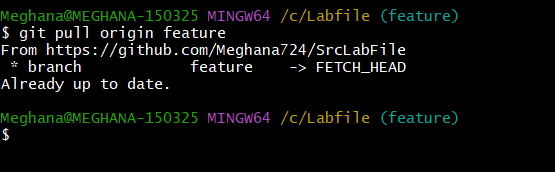 Meghana@MEGHANA-150325 MINGW64 /c/Labfile (feature)
$ git pull origin feature
From https://github.com/Meghana724/SrcLabFile
 * branch            feature    -> FETCH_HEAD
Already up to date.

Meghana@MEGHANA-150325 MINGW64 /c/Labfile (feature)
$